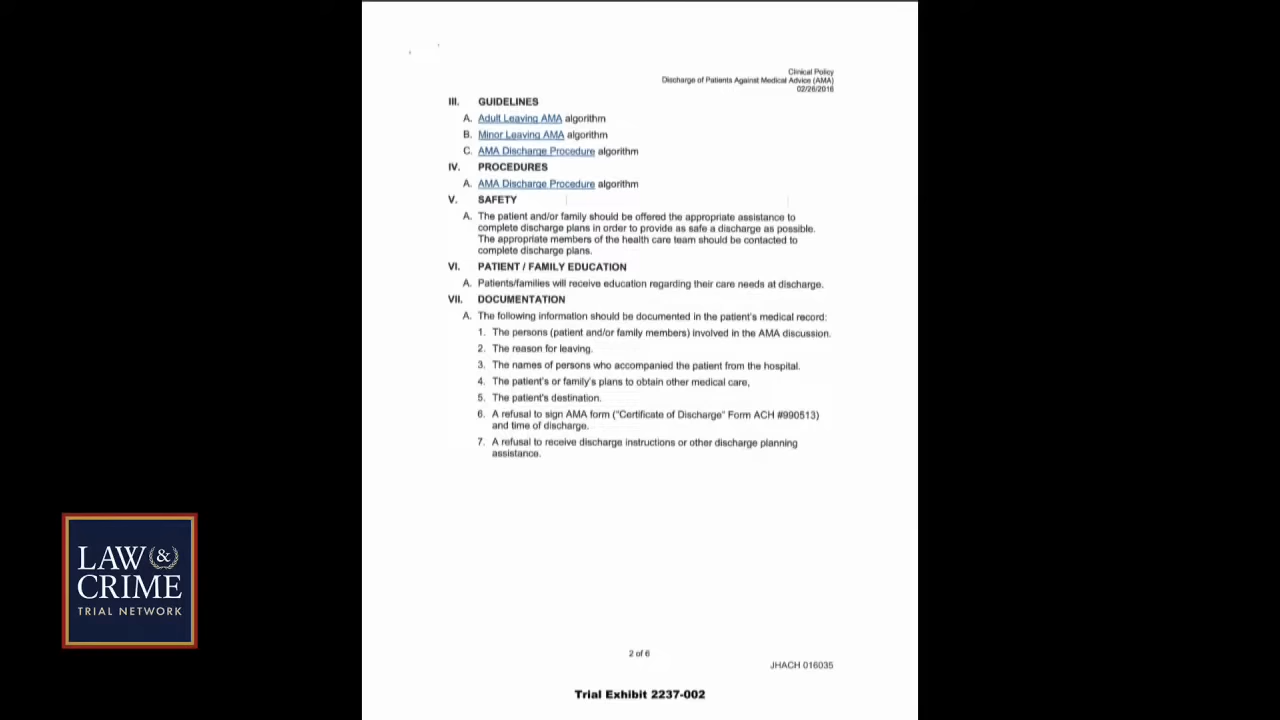 Clinical Policy
Discharge of Patients Against Medical Advice (AMA)
02/26/2016
III. GUIDELINES
A. Adult Leaving AMA algorithm
B. Minor Leaving AMA algorithm
C. AMA Discharge Procedure algorithm
IV. PROCEDURES
A. AMA Discharge Procedure algorithm
V. SAFETY
A. The patient and/or family should be offered the appropriate assistance to
complete discharge plans in order to provide as safe a discharge as possible.
The appropriate members of the health care team should be contacted to
complete discharge plans.
VI. PATIENT / FAMILY EDUCATION
A. Patients/families will receive education regarding their care needs at discharge.
VII. DOCUMENTATION
A. The following information should be documented in the patient's medical record:
1. The persons (patient and/or family members) involved in the AMA discussion.
2. The reason for leaving.
3. The names of persons who accompanied the patient from the hospital.
4. The patient's or family's plans to obtain other medical care,
5. The patient's destination.
6. A refusal to sign AMA form ("Certificate of Discharge" Form ACH #990513)
and time of discharge.
7. A refusal to receive discharge instructions or other discharge planning
assistance.
LAW &
CRIME
TRIAL NETWORK
2 of 6
JHACH 016035
Trial Exhibit 2237-002